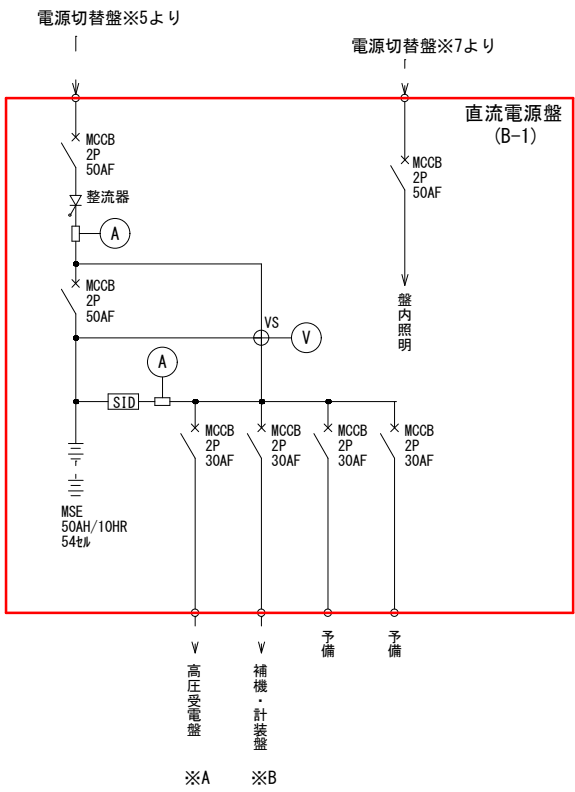 電源切替盤※5より
電源切替盤※7より
直流電源盤
(B-1)
MCCB
2P
50AF
整流器
A
MCCB
2P
50AF
MCCB
2P
50AF
盤内照明
VS
V
A
SID
MCCB
2P
30AF
MCCB
2P
30AF
MCCB
2P
30AF
MCCB
2P
30AF
MSE
50AH/10HR
54ｾﾙ
高圧受電盤
補機・計装盤
予備
予備
※A
※B